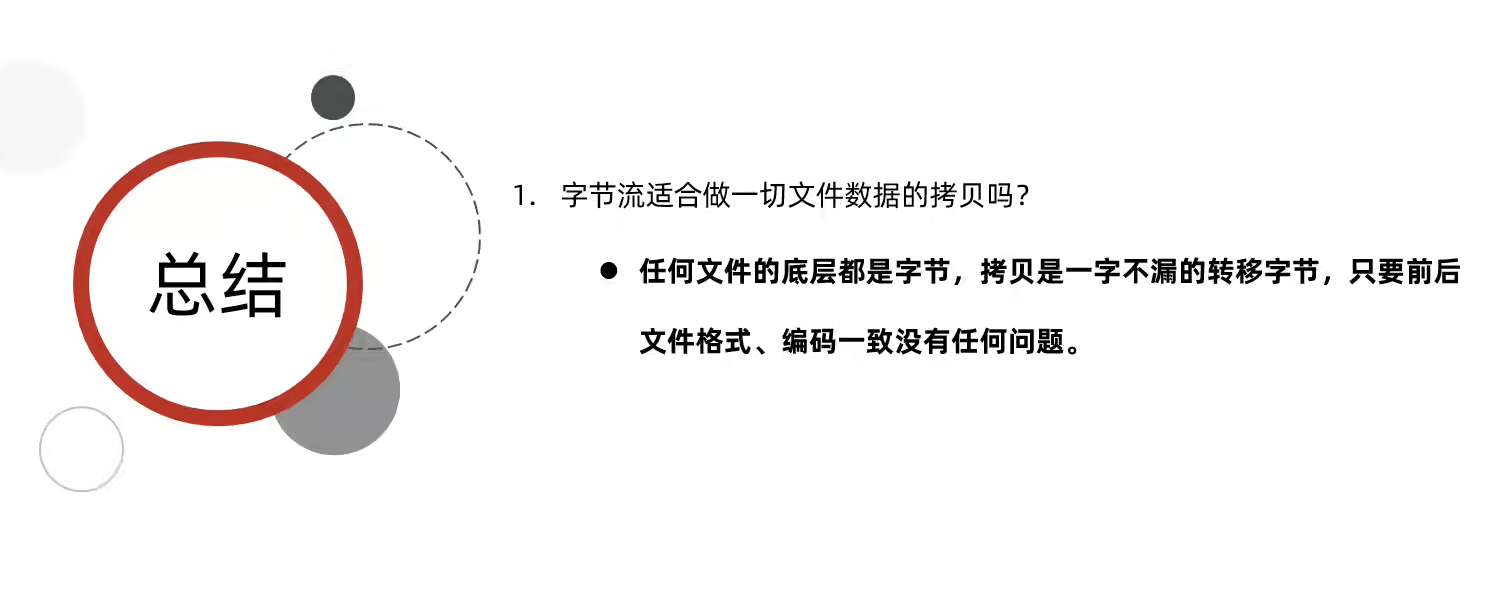 总结
1. 字节流适合做一切文件数据的拷贝吗？
● 任何文件的底层都是字节，拷贝是一字不漏的转移字节，只要前后
文件格式、编码一致没有任何问题。